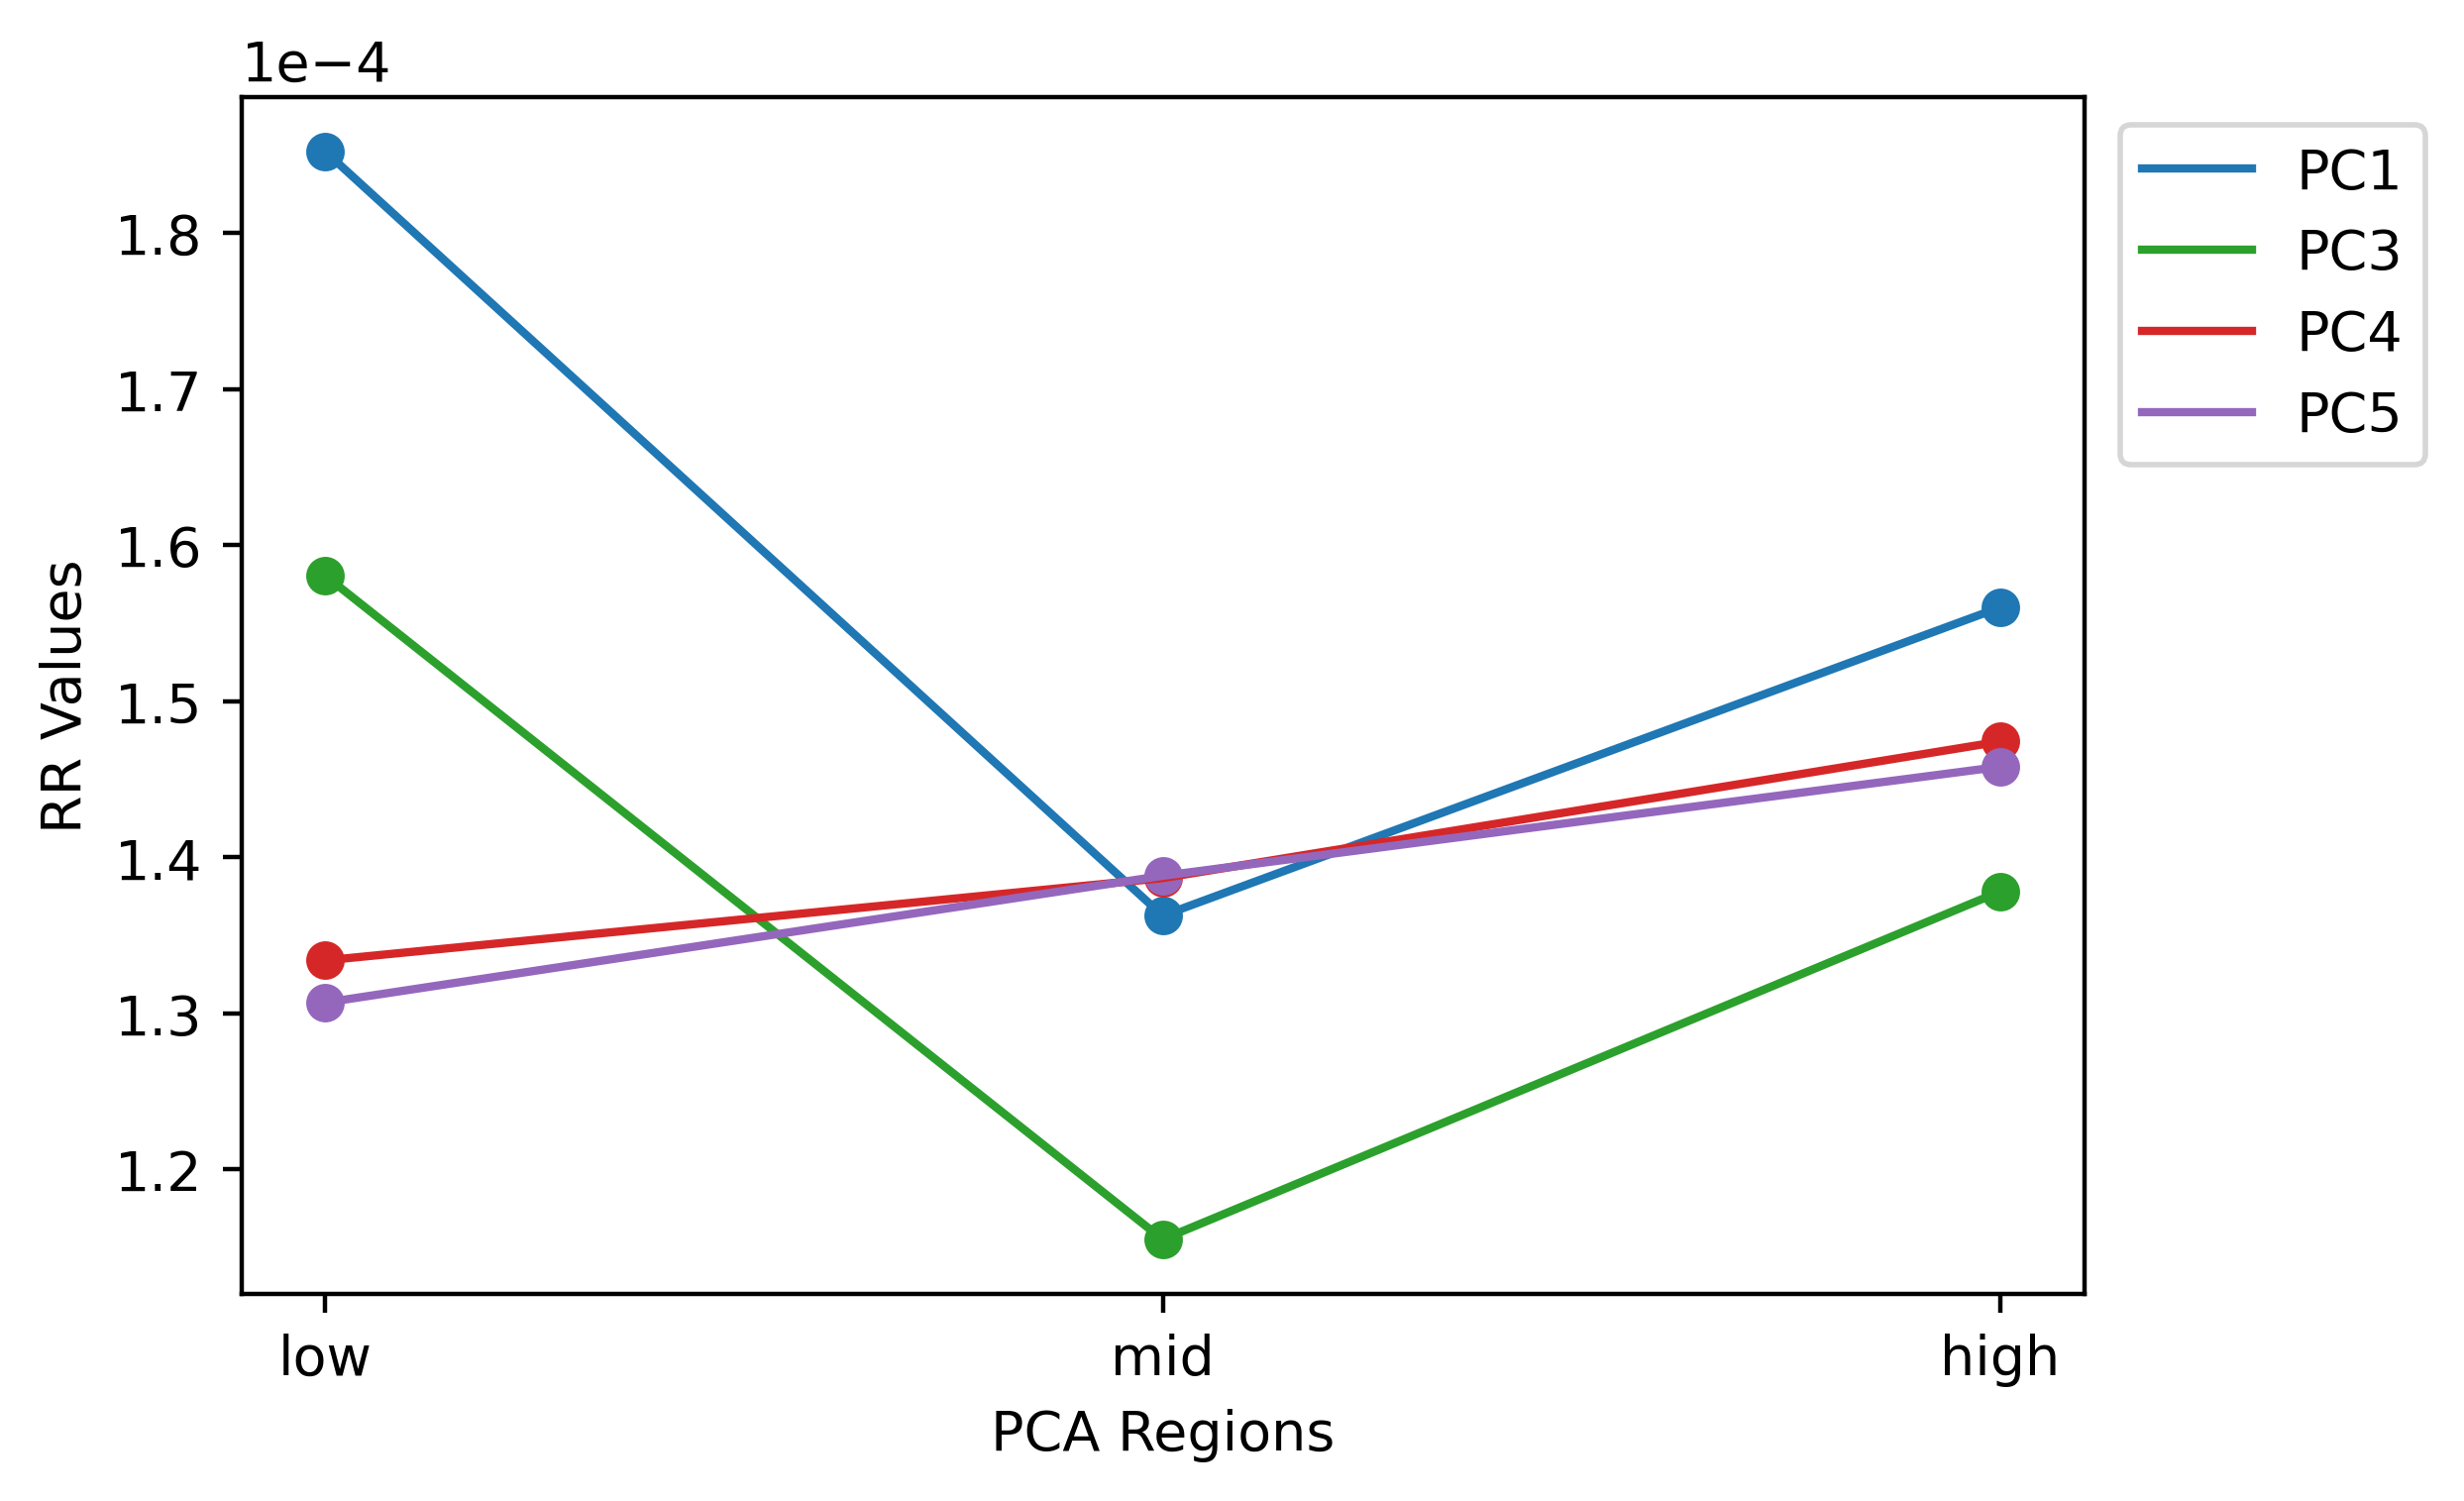 1e−4
1.8
1.7
1.6
1.5
1.4
1.3
1.2
RR Values
low
mid
high
PCA Regions
PC1
PC3
PC4
PC5